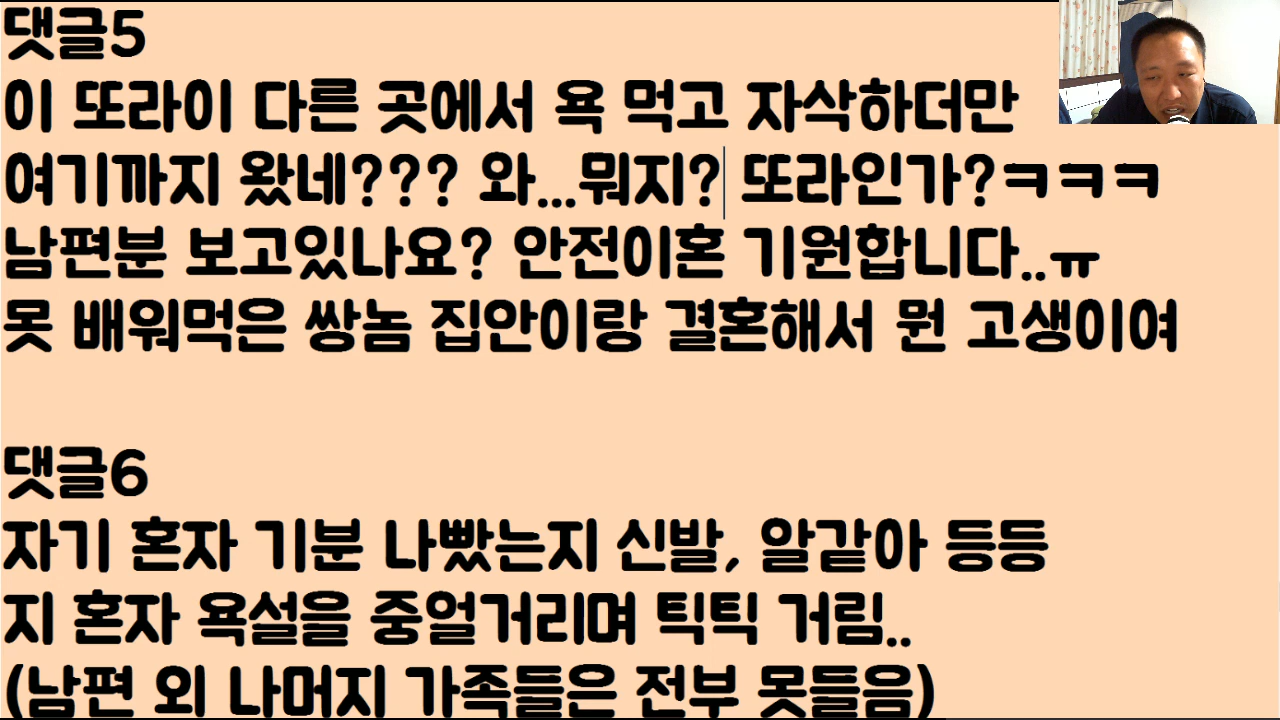 댓글5
이 또라이 다른 곳에서 욕 먹고 자삭하더만
여기까지 왔네??? 와...뭐지? 또라인가?ㅋㅋㅋ
남편분 보고있나요? 안전이혼 기원합니다..ㅠ
못 배워먹은 쌍놈 집안이랑 결혼해서 뭔 고생이여
댓글6
자기 혼자 기분 나빴는지 신발, 알같아 등등
지 혼자 욕설을 중얼거리며 틱틱 거림..
(남편 외 나머지 가족들은 전부 못들음)